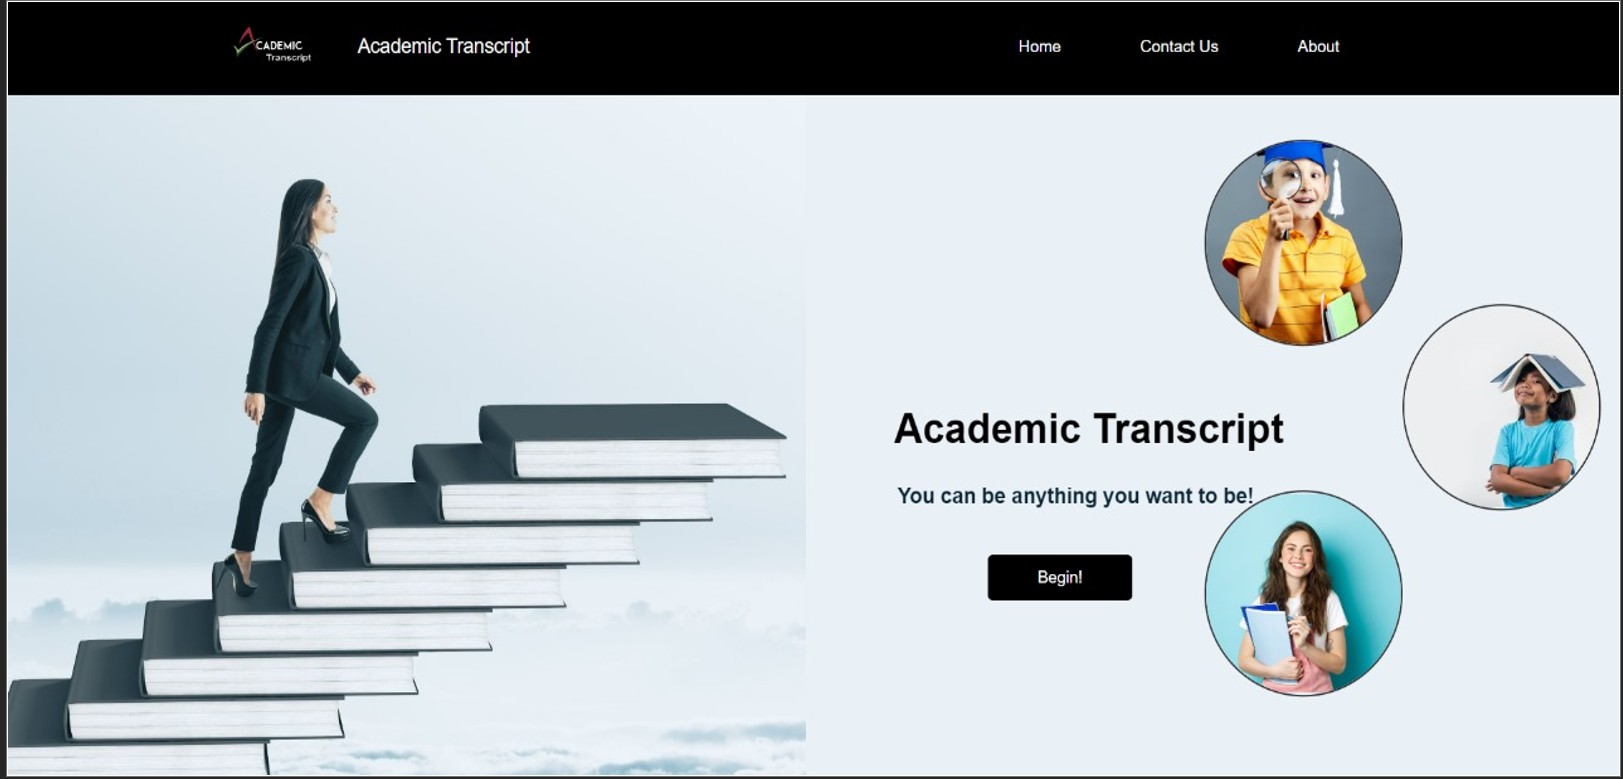 ACADEMIC
Transcript
Academic Transcript
Home
Contact Us
About
Academic Transcript
You can be anything you want to be!
Begin!